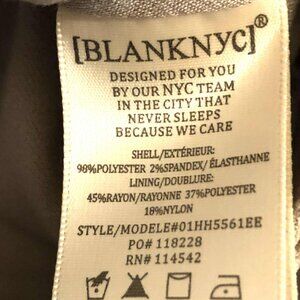 [BLANKNYC]®
DESIGNED FOR YOU
BY OUR NYC TEAM
IN THE CITY THAT
NEVER SLEEPS
BECAUSE WE CARE
SHELL/EXTÉRIEUR:
98%POLYESTER 2%SPANDEX/ÉLASTHANNE
LINING/DOUBLURE:
45%RAYON/RAYONNE 37%POLYESTER
18%NYLON
STYLE/MODELE#01HH5561EE
PO# 118228
RN# 114542